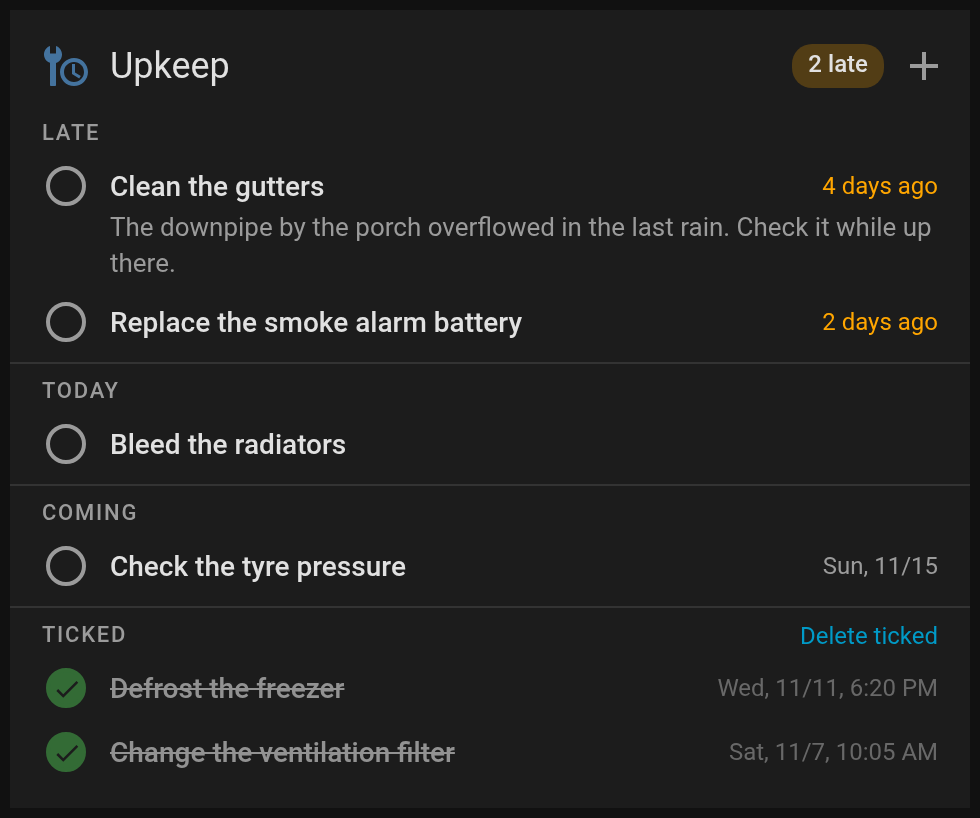 Upkeep
2 late
LATE
Clean the gutters
4 days ago
The downpipe by the porch overflowed in the last rain. Check it while up
there.
Replace the smoke alarm battery
2 days ago
TODAY
Bleed the radiators
COMING
Check the tyre pressure
Sun, 11/15
TICKED
Delete ticked
Defrost the freezer
Wed, 11/11, 6:20 PM
Change the ventilation filter
Sat, 11/7, 10:05 AM